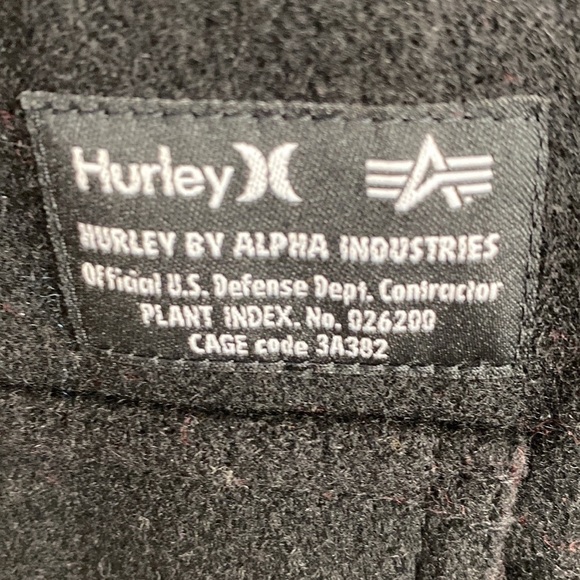 Hurley
HURLEY BY ALPHA INDUSTRIES
Official U.S. Defense Dept. Contractor
PLANT INDEX. No. 026200
CAGE code 3A382